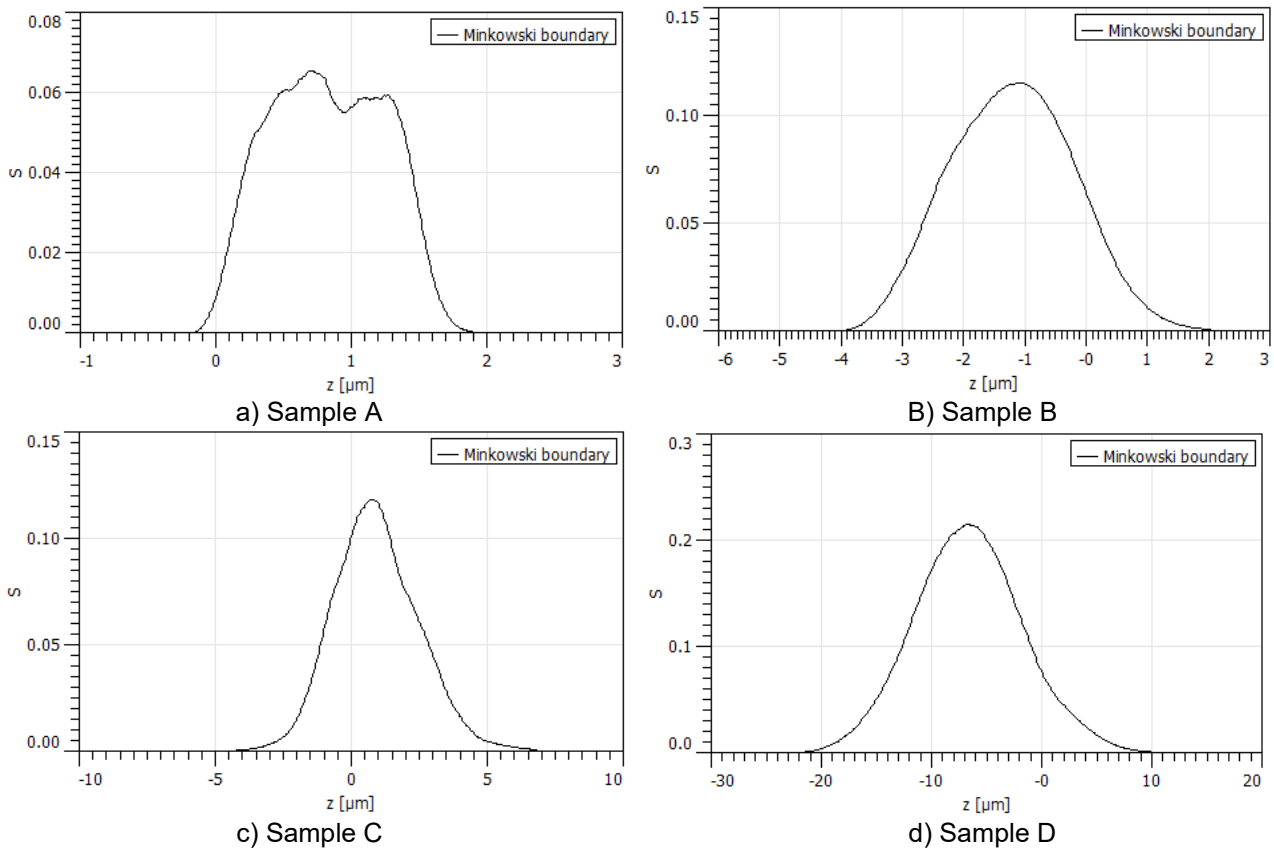 0.08
0.06
0.04
0.02
0.00
S
Minkowski boundary
-1 0 1 2 3
z [µm]
a) Sample A
0.15
0.10
0.05
0.00
S
Minkowski boundary
-6 -5 -4 -3 -2 -1 -0 1 2 3
z [µm]
B) Sample B
0.15
0.10
0.05
0.00
S
Minkowski boundary
-10 -5 0 5 10
z [µm]
c) Sample C
0.3
0.2
0.1
0.0
S
Minkowski boundary
-30 -20 -10 -0 10 20
z [µm]
d) Sample D